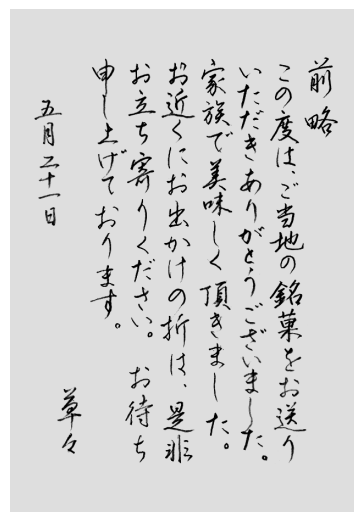 前略
この度は、ご当地の銘菓をお送り
いただきありがとうございました。
家族で美味しく頂きました。
お近くにお出かけの折は、是非
お立ち寄りください。 お待ち
申し上げております。
五月二十一日
草々